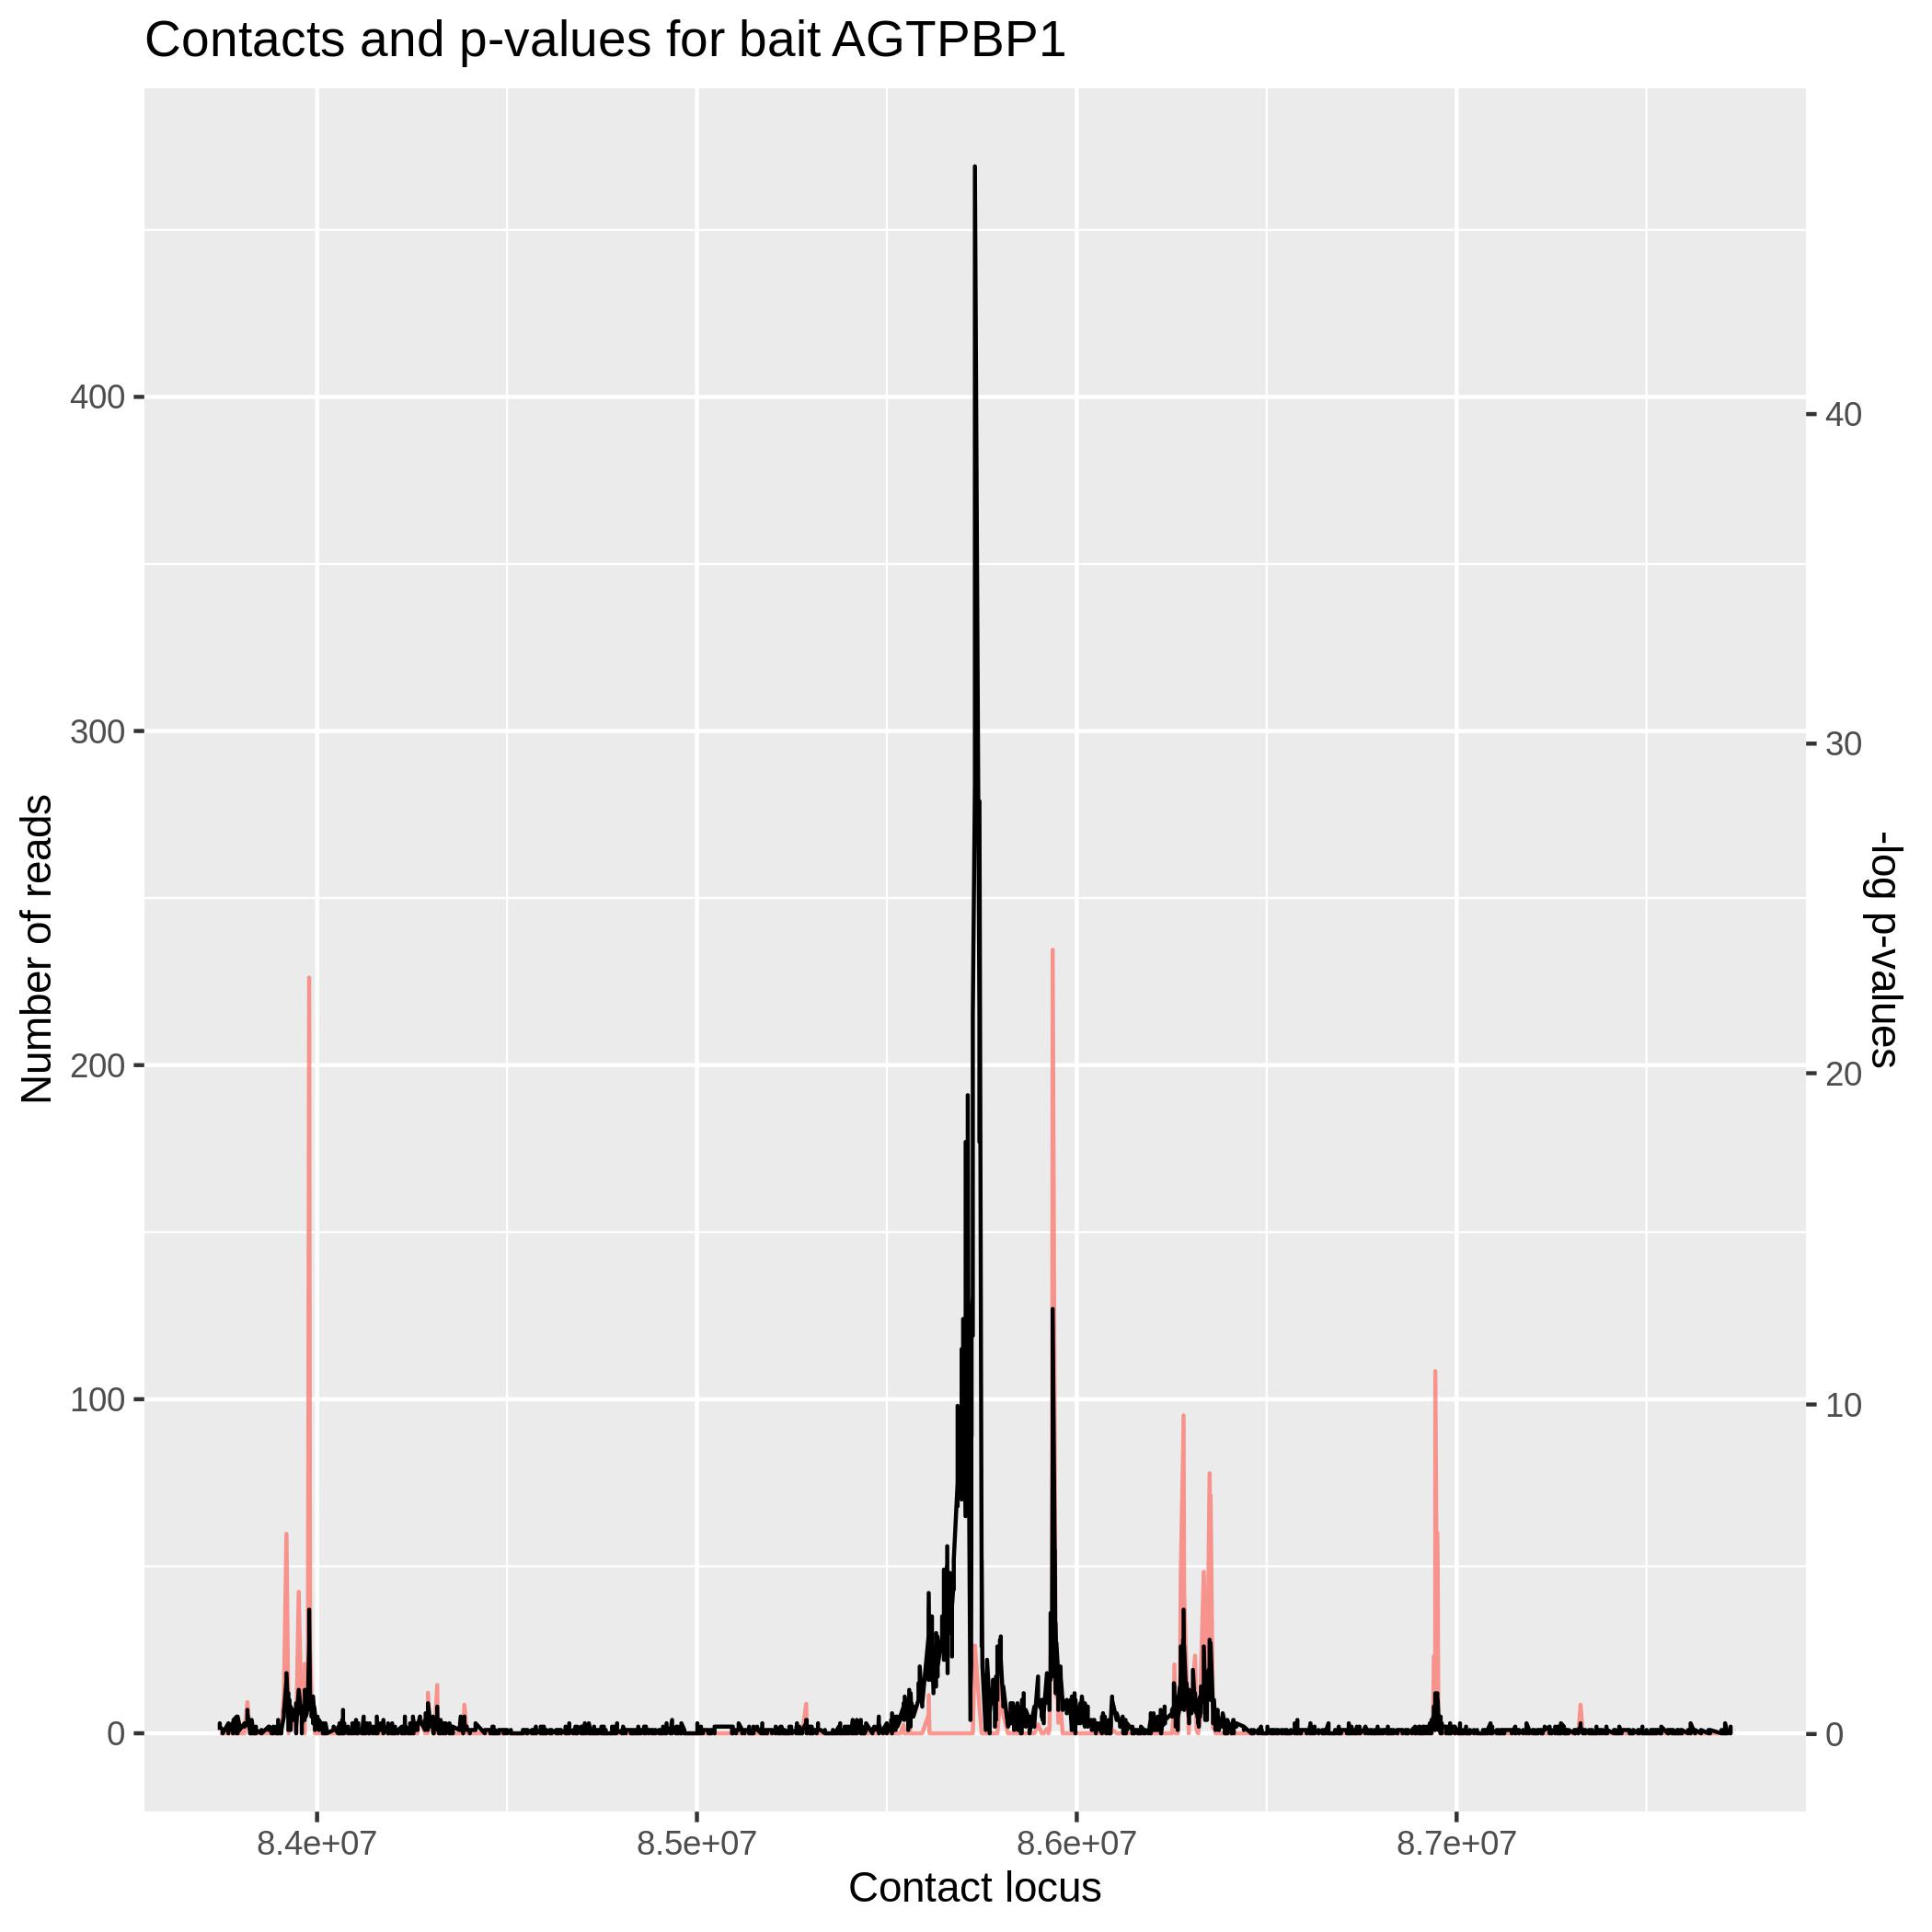 Contacts and p-values for bait AGTPBP1
400
300
200
100
0
Number of reads
40
30
20
10
0
-log p-values
8.4e+07 8.5e+07 8.6e+07 8.7e+07
Contact locus